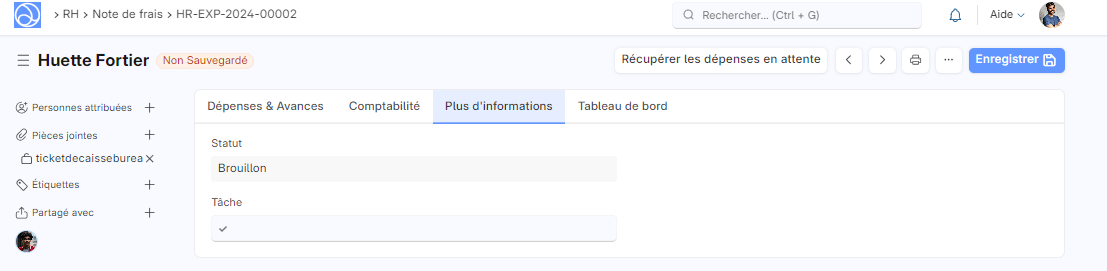 > RH > Note de frais > HR-EXP-2024-00002
Rechercher... (Ctrl + G)
Aide
Huette Fortier
Non Sauvegardé
Récupérer les dépenses en attente
...
Enregistrer
Personnes attribuées
Pièces jointes
ticketdecaissebureau
Étiquettes
Partagé avec
Dépenses & Avances
Comptabilité
Plus d'informations
Tableau de bord
Statut
Brouillon
Tâche